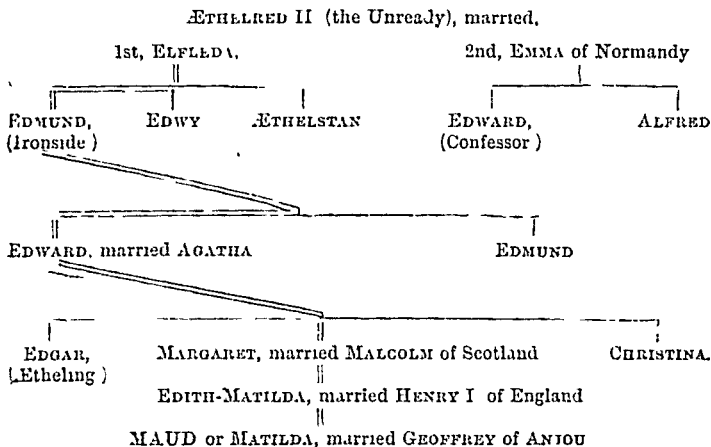 ÆTHELRED II (the Unready), married,
1st, ELFLEDA, 2nd, EMMA of Normandy
EDMUND, EDWY ÆTHELSTAN EDWARD, ALFRED
(Ironside) (Confessor)
EDWARD, married AGATHA EDMUND
EDGAR, MARGARET, married MALCOLM of Scotland CHRISTINA.
(Ætheling)
EDITH-MATILDA, married HENRY I of England
MAUD or MATILDA, married GEOFFREY of ANJOU